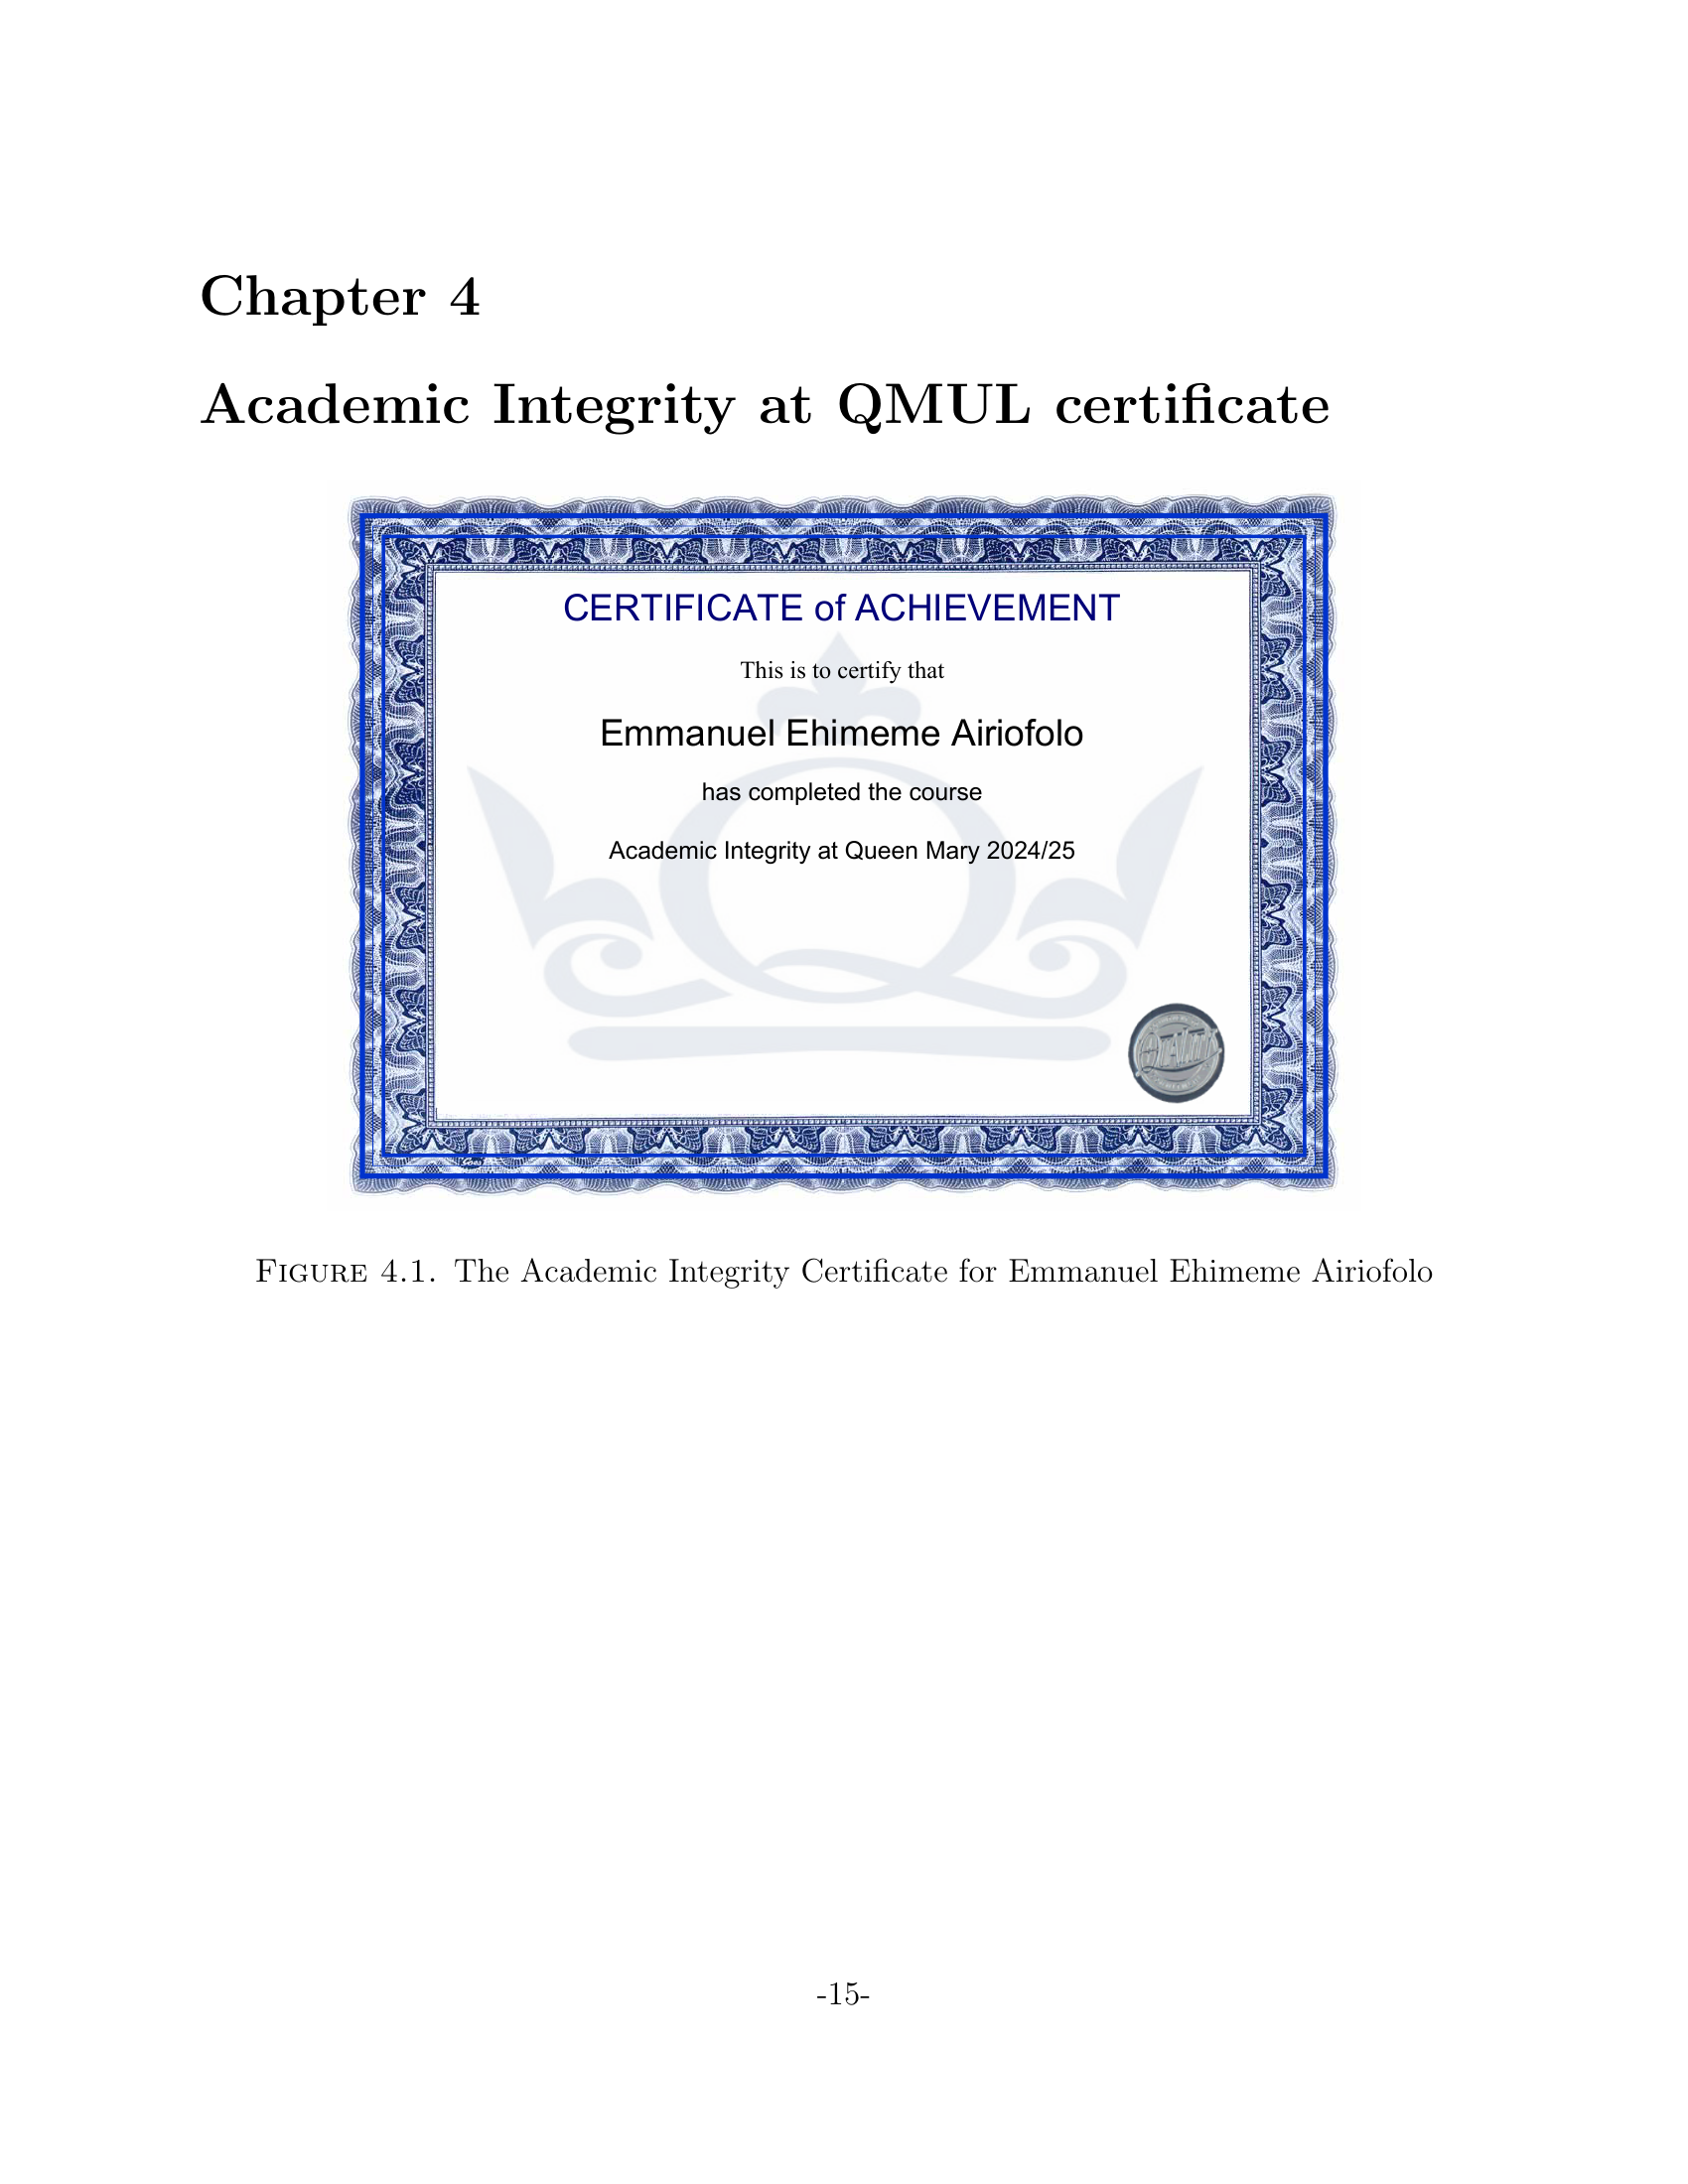 Chapter 4
Academic Integrity at QMUL certificate
CERTIFICATE of ACHIEVEMENT
This is to certify that
Emmanuel Ehimeme Airiofolo
has completed the course
Academic Integrity at Queen Mary 2024/25
FIGURE 4.1. The Academic Integrity Certificate for Emmanuel Ehimeme Airiofolo
-15-